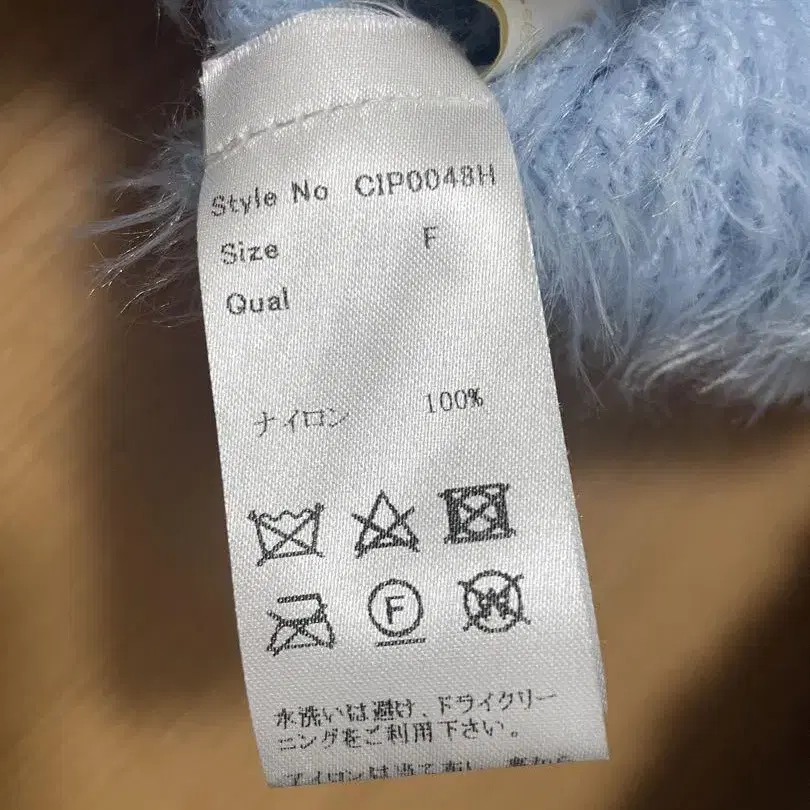 Style No CIP0048H
Size F
Qual
ナイロン 100%
F
W
水洗いは避け、ドライクリー
ニングをご利用下さい。